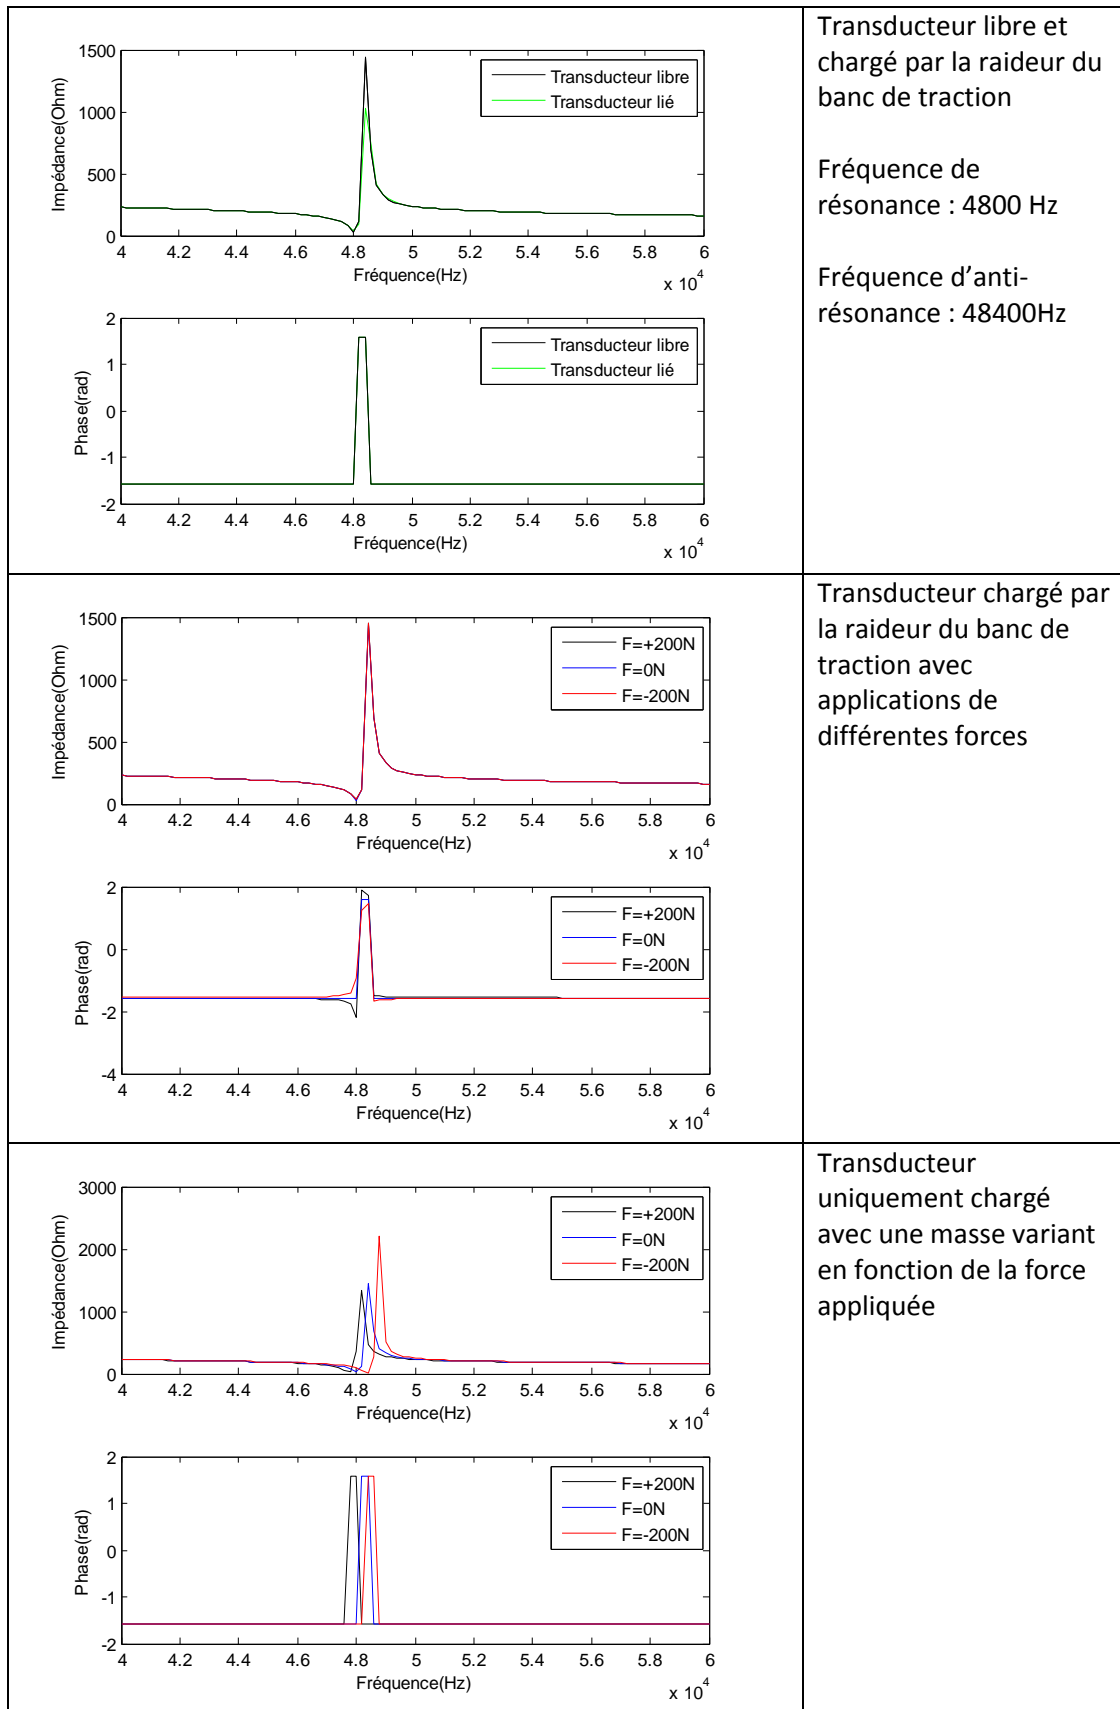 1500
1000
500
0
Impédance(Ohm)
Transducteur libre
Transducteur lié
4 4.2 4.4 4.6 4.8 5 5.2 5.4 5.6 5.8 6
Fréquence(Hz)
x 10^4
2
1
0
-1
-2
Phase(rad)
Transducteur libre
Transducteur lié
4 4.2 4.4 4.6 4.8 5 5.2 5.4 5.6 5.8 6
Fréquence(Hz)
x 10^4
Transducteur libre et
chargé par la raideur du
banc de traction
Fréquence de
résonance : 4800 Hz
Fréquence d’anti-
résonance : 48400Hz
1500
1000
500
0
Impédance(Ohm)
F=+200N
F=0N
F=-200N
4 4.2 4.4 4.6 4.8 5 5.2 5.4 5.6 5.8 6
Fréquence(Hz)
x 10^4
2
0
-2
-4
Phase(rad)
F=+200N
F=0N
F=-200N
4 4.2 4.4 4.6 4.8 5 5.2 5.4 5.6 5.8 6
Fréquence(Hz)
x 10^4
Transducteur chargé par
la raideur du banc de
traction avec
applications de
différentes forces
3000
2000
1000
0
Impédance(Ohm)
F=+200N
F=0N
F=-200N
4 4.2 4.4 4.6 4.8 5 5.2 5.4 5.6 5.8 6
Fréquence(Hz)
x 10^4
2
1
0
-1
-2
Phase(rad)
F=+200N
F=0N
F=-200N
4 4.2 4.4 4.6 4.8 5 5.2 5.4 5.6 5.8 6
Fréquence(Hz)
x 10^4
Transducteur
uniquement chargé
avec une masse variant
en fonction de la force
appliquée